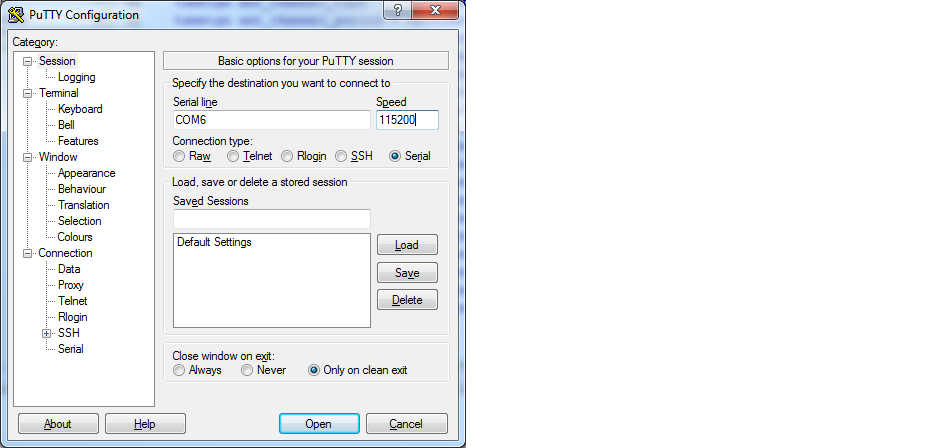 PuTTY Configuration
?
Category:
Session
Logging
Terminal
Keyboard
Bell
Features
Window
Appearance
Behaviour
Translation
Selection
Colours
Connection
Data
Proxy
Telnet
Rlogin
SSH
Serial
Basic options for your PuTTY session
Specify the destination you want to connect to
Serial line Speed
COM6 115200
Connection type:
Raw Telnet Rlogin SSH Serial
Load, save or delete a stored session
Saved Sessions
Default Settings
Load
Save
Delete
Close window on exit:
Always Never Only on clean exit
About Help Open Cancel